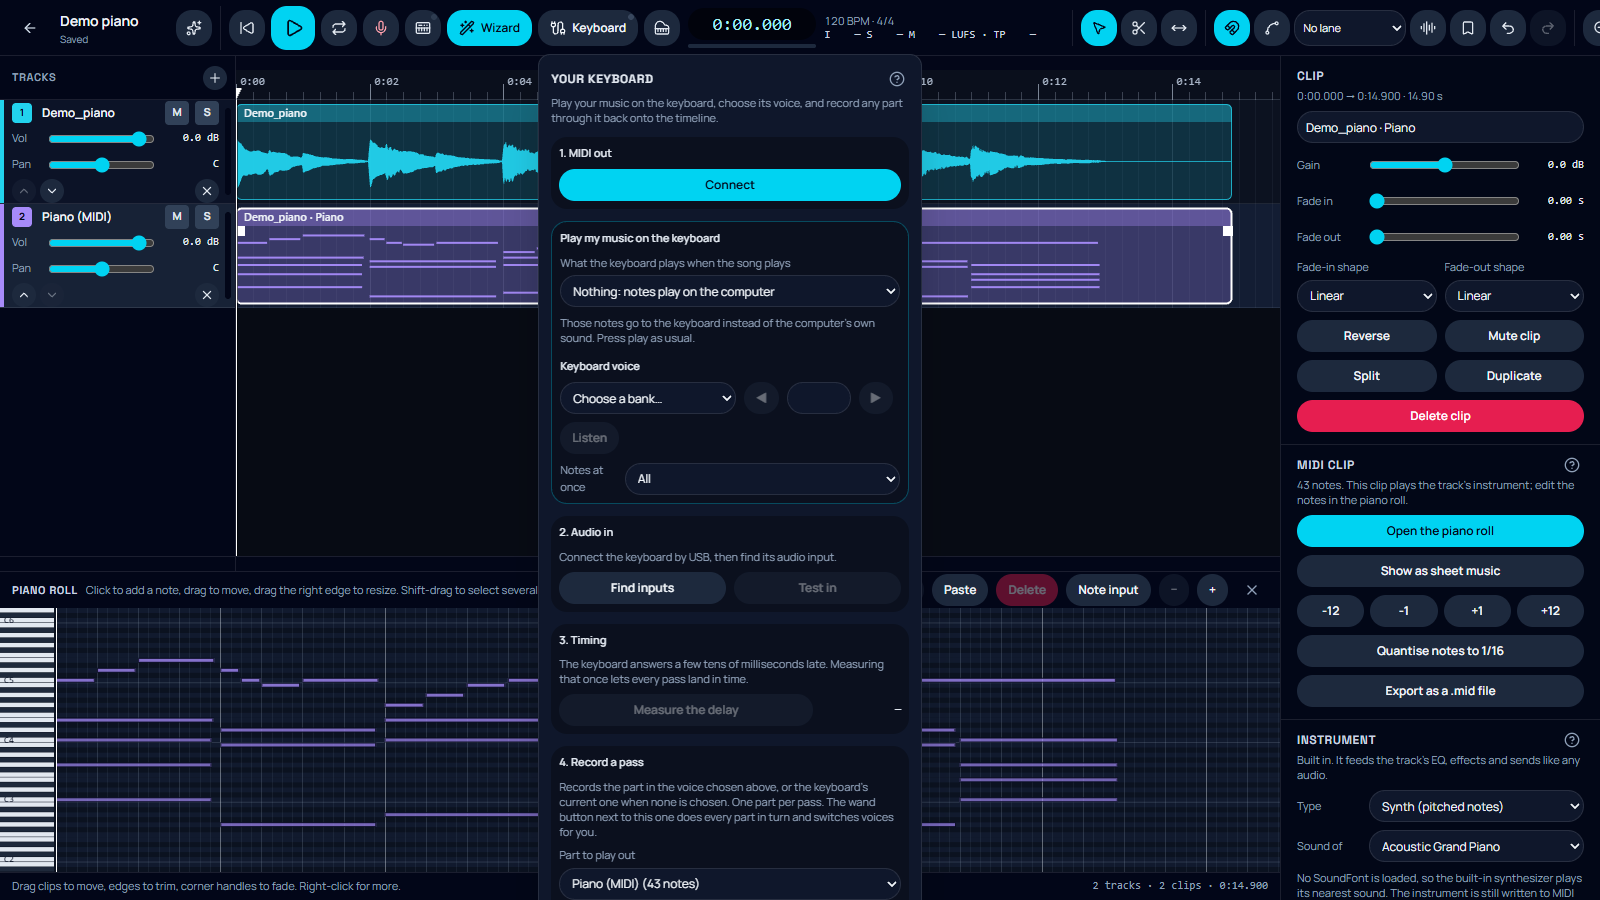 Demo piano
Saved
Wizard
Keyboard
0:00.000
120 BPM · 4/4
I – S – M – LUFS · TP –
No lane
TRACKS
0:00
0:02
0:04
10
0:12
0:14
1
Demo_piano
M
S
Vol
0.0 dB
Pan
C
2
Piano (MIDI)
M
S
Vol
0.0 dB
Pan
C
Demo_piano
Demo_piano · Piano
YOUR KEYBOARD
Play your music on the keyboard, choose its voice, and record any part
through it back onto the timeline.
1. MIDI out
Connect
Play my music on the keyboard
What the keyboard plays when the song plays
Nothing: notes play on the computer
Those notes go to the keyboard instead of the computer's own
sound. Press play as usual.
Keyboard voice
Choose a bank...
Listen
Notes at
once
All
2. Audio in
Connect the keyboard by USB, then find its audio input.
Find inputs
Test in
3. Timing
The keyboard answers a few tens of milliseconds late. Measuring
that once lets every pass land in time.
Measure the delay
–
4. Record a pass
Records the part in the voice chosen above, or the keyboard's
current one when none is chosen. One part per pass. The wand
button next to this one does every part in turn and switches voices
for you.
Part to play out
Piano (MIDI) (43 notes)
PIANO ROLL
Click to add a note, drag to move, drag the right edge to resize. Shift-drag to select several
Paste
Delete
Note input
−
+
C6
C5
C4
C3
C2
Drag clips to move, edges to trim, corner handles to fade. Right-click for more.
2 tracks · 2 clips · 0:14.900
CLIP
0:00.000 → 0:14.900 · 14.90 s
Demo_piano · Piano
Gain
0.0 dB
Fade in
0.00 s
Fade out
0.00 s
Fade-in shape
Fade-out shape
Linear
Linear
Reverse
Mute clip
Split
Duplicate
Delete clip
MIDI CLIP
43 notes. This clip plays the track's instrument; edit the
notes in the piano roll.
Open the piano roll
Show as sheet music
-12
-1
+1
+12
Quantise notes to 1/16
Export as a .mid file
INSTRUMENT
Built in. It feeds the track's EQ, effects and sends like any
audio.
Type
Synth (pitched notes)
Sound of
Acoustic Grand Piano
No SoundFont is loaded, so the built-in synthesizer plays
its nearest sound. The instrument is still written to MIDI